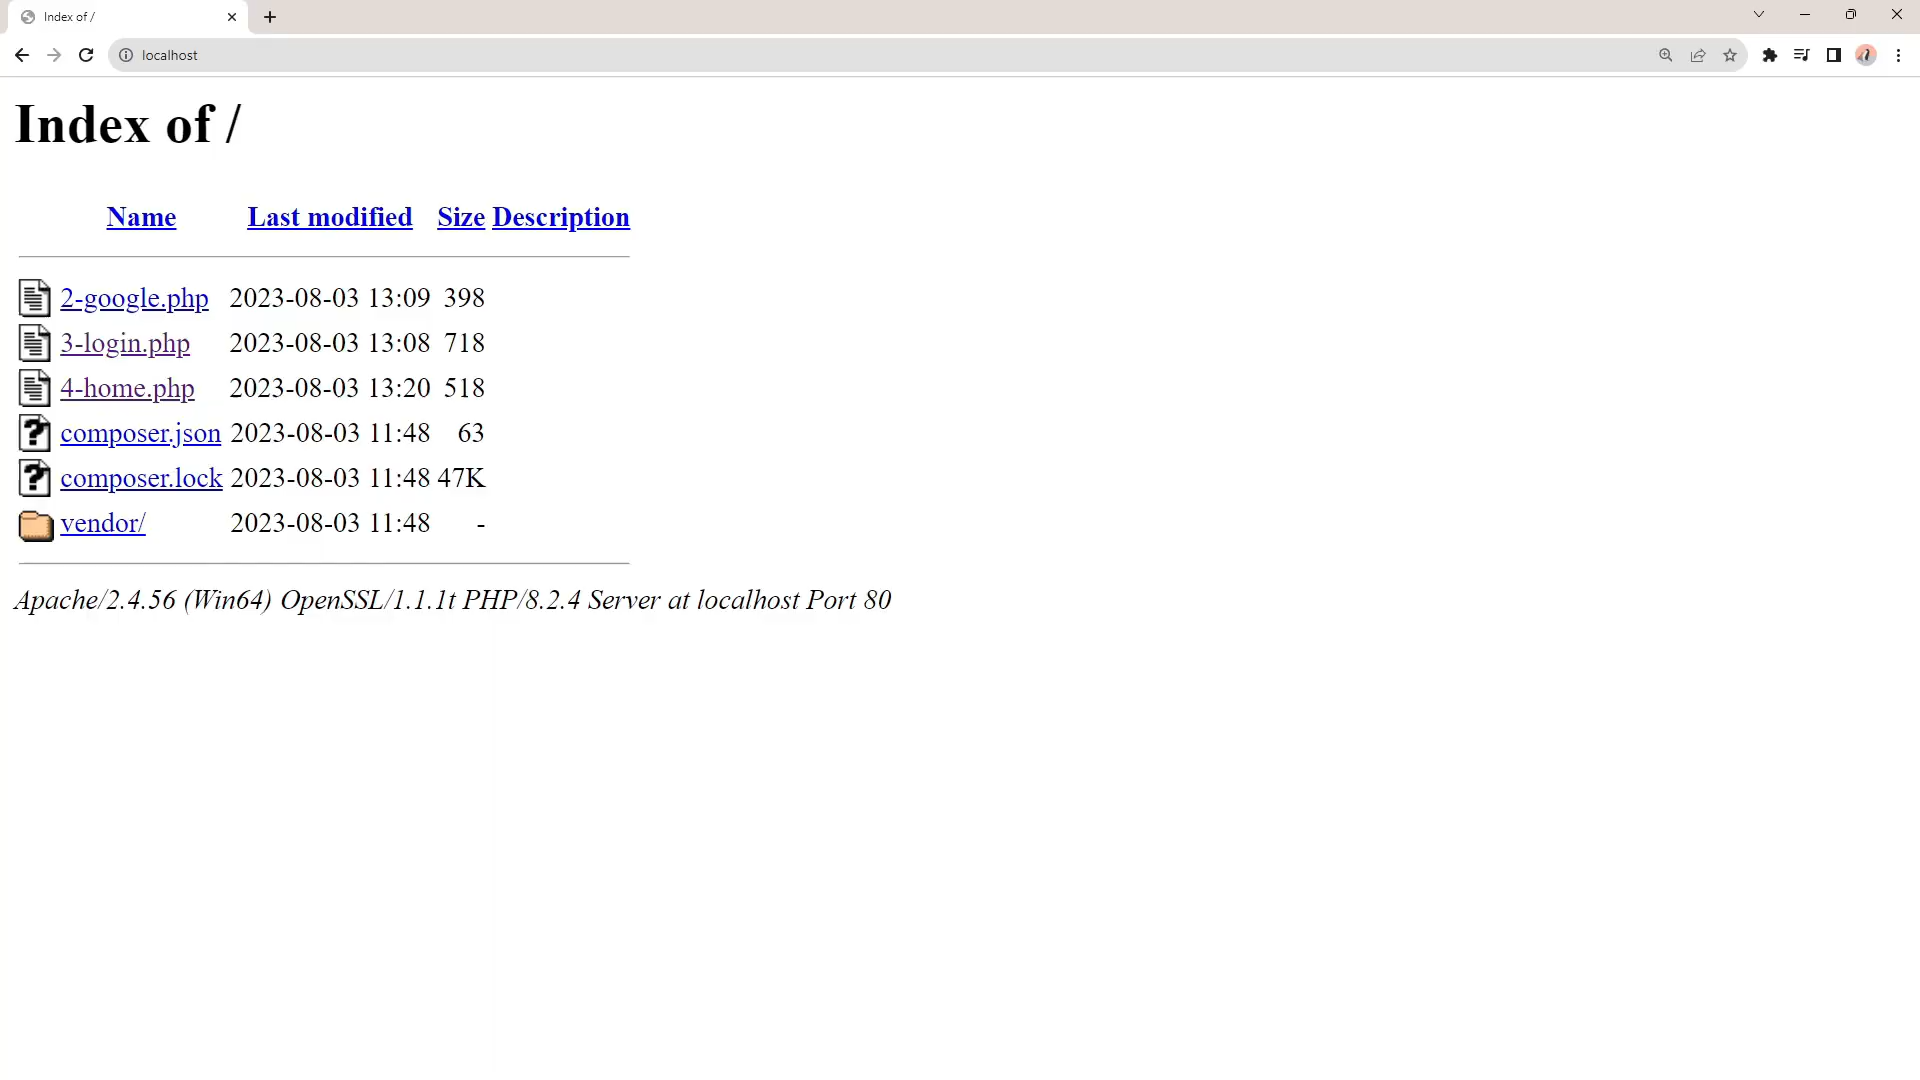 Index of /
localhost
Index of /
Name Last modified Size Description
2-google.php 2023-08-03 13:09 398
3-login.php 2023-08-03 13:08 718
4-home.php 2023-08-03 13:20 518
composer.json 2023-08-03 11:48 63
composer.lock 2023-08-03 11:48 47K
vendor/ 2023-08-03 11:48 -
Apache/2.4.56 (Win64) OpenSSL/1.1.1t PHP/8.2.4 Server at localhost Port 80